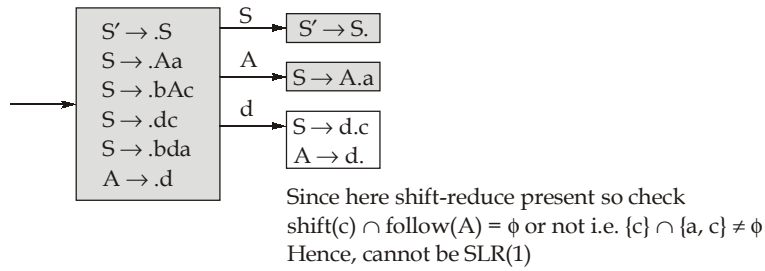 S′ → .S
S → .Aa
S → .bAc
S → .dc
S → .bda
A → .d
S
S′ → S.
A
S → A.a
d
S → d.c
A → d.
Since here shift-reduce present so check
shift(c) ∩ follow(A) = ϕ or not i.e. {c} ∩ {a, c} ≠ ϕ
Hence, cannot be SLR(1)